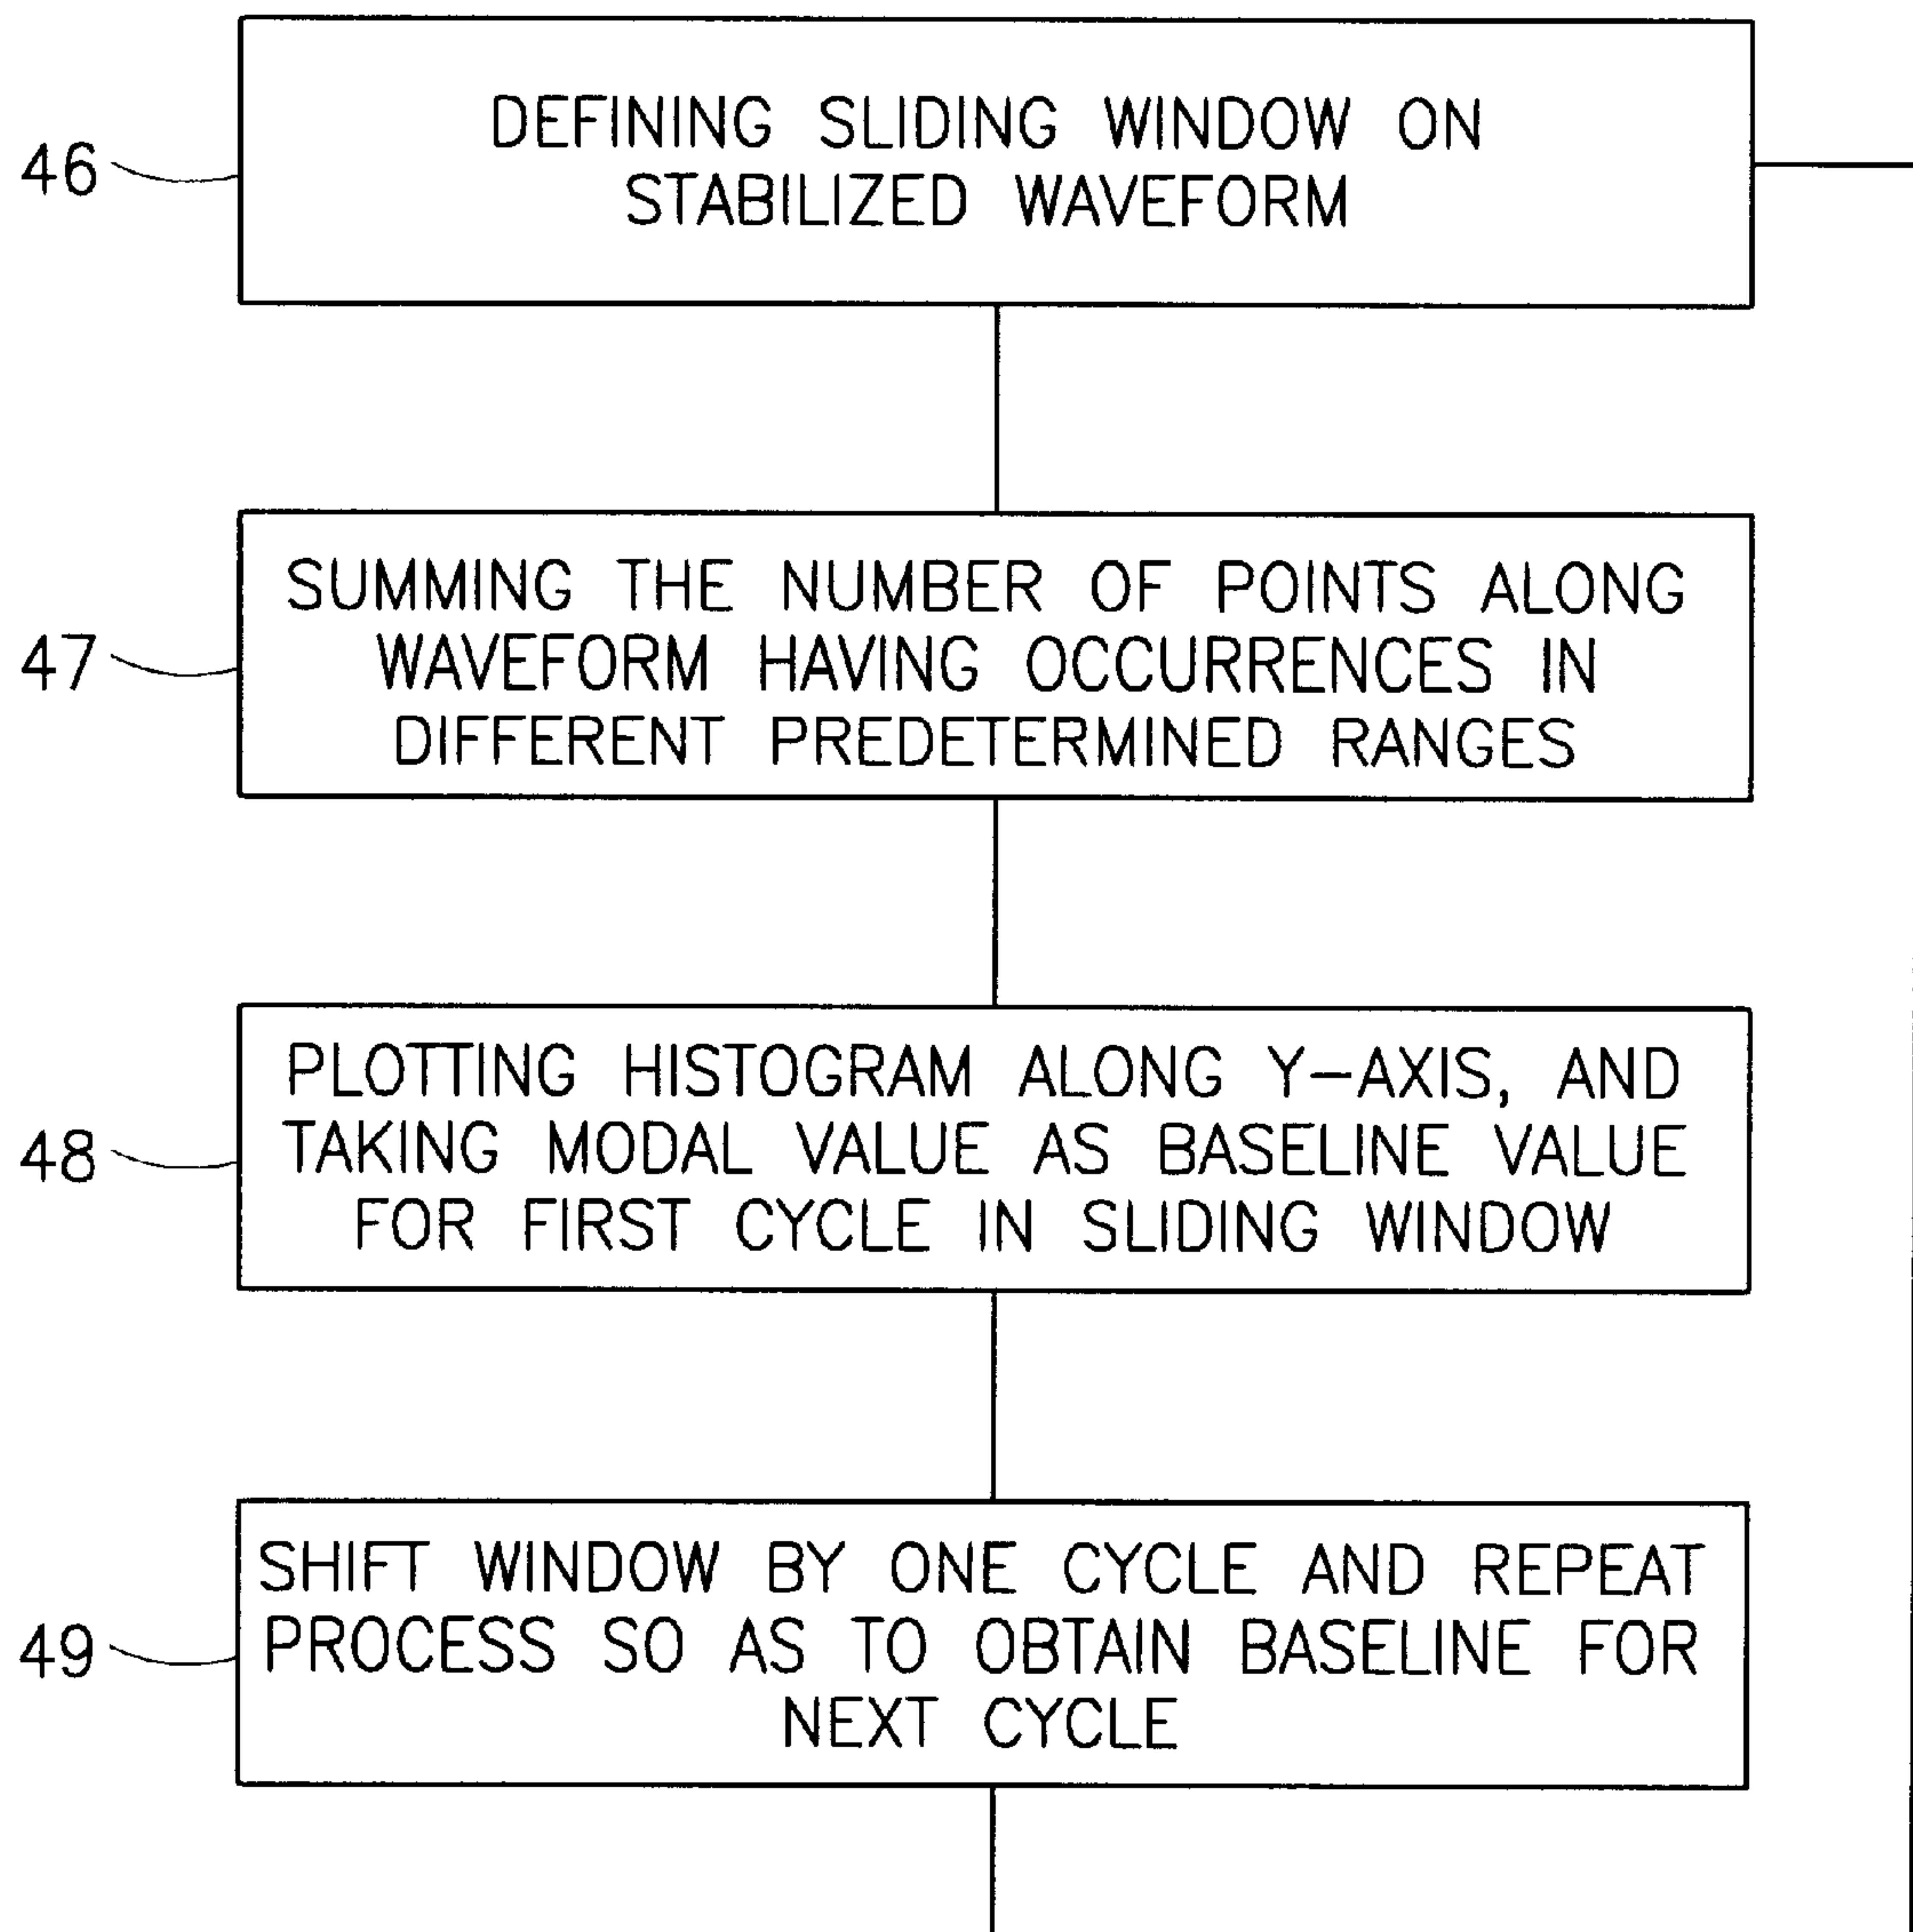 DEFINING SLIDING WINDOW ON
STABILIZED WAVEFORM
46
SUMMING THE NUMBER OF POINTS ALONG
WAVEFORM HAVING OCCURRENCES IN
DIFFERENT PREDETERMINED RANGES
47
PLOTTING HISTOGRAM ALONG Y-AXIS, AND
TAKING MODAL VALUE AS BASELINE VALUE
FOR FIRST CYCLE IN SLIDING WINDOW
48
SHIFT WINDOW BY ONE CYCLE AND REPEAT
PROCESS SO AS TO OBTAIN BASELINE FOR
NEXT CYCLE
49